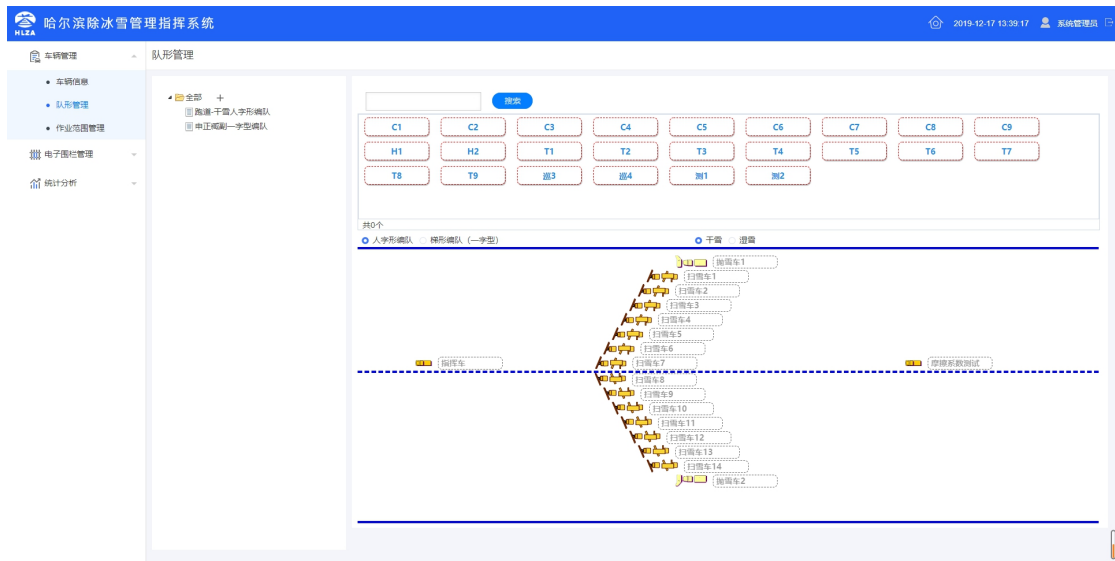 HLZA 哈尔滨除冰雪管理指挥系统 2019-12-17 13:39:17 系统管理员
车辆管理
队形管理
车辆信息
队形管理
作业范围管理
电子围栏管理
统计分析
全部 +
跑道-干雪人字形编队
搜索
C1 C2 C3 C4 C5 C6 C7 C8 C9
H1 H2 T1 T2 T3 T4 T5 T6 T7
T8 T9 巡3 巡4 测1 测2
共0个
人字形编队 梯形编队（一字型） 干雪 湿雪
抛雪车1
扫雪车1
扫雪车2
扫雪车3
扫雪车4
扫雪车5
扫雪车6
指挥车 扫雪车7 摩擦系数测试
扫雪车8
扫雪车9
扫雪车10
扫雪车11
扫雪车12
扫雪车13
扫雪车14
抛雪车2